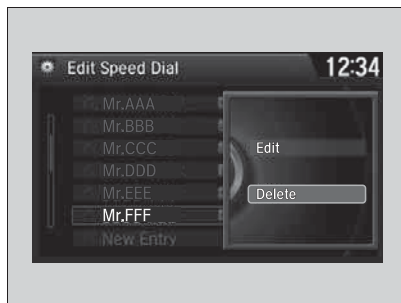 Edit Speed Dial
12:34
Mr.AAA
Mr.BBB
Mr.CCC
Mr.DDD
Mr.EEE
Mr.FFF
New Entry
Edit
Delete